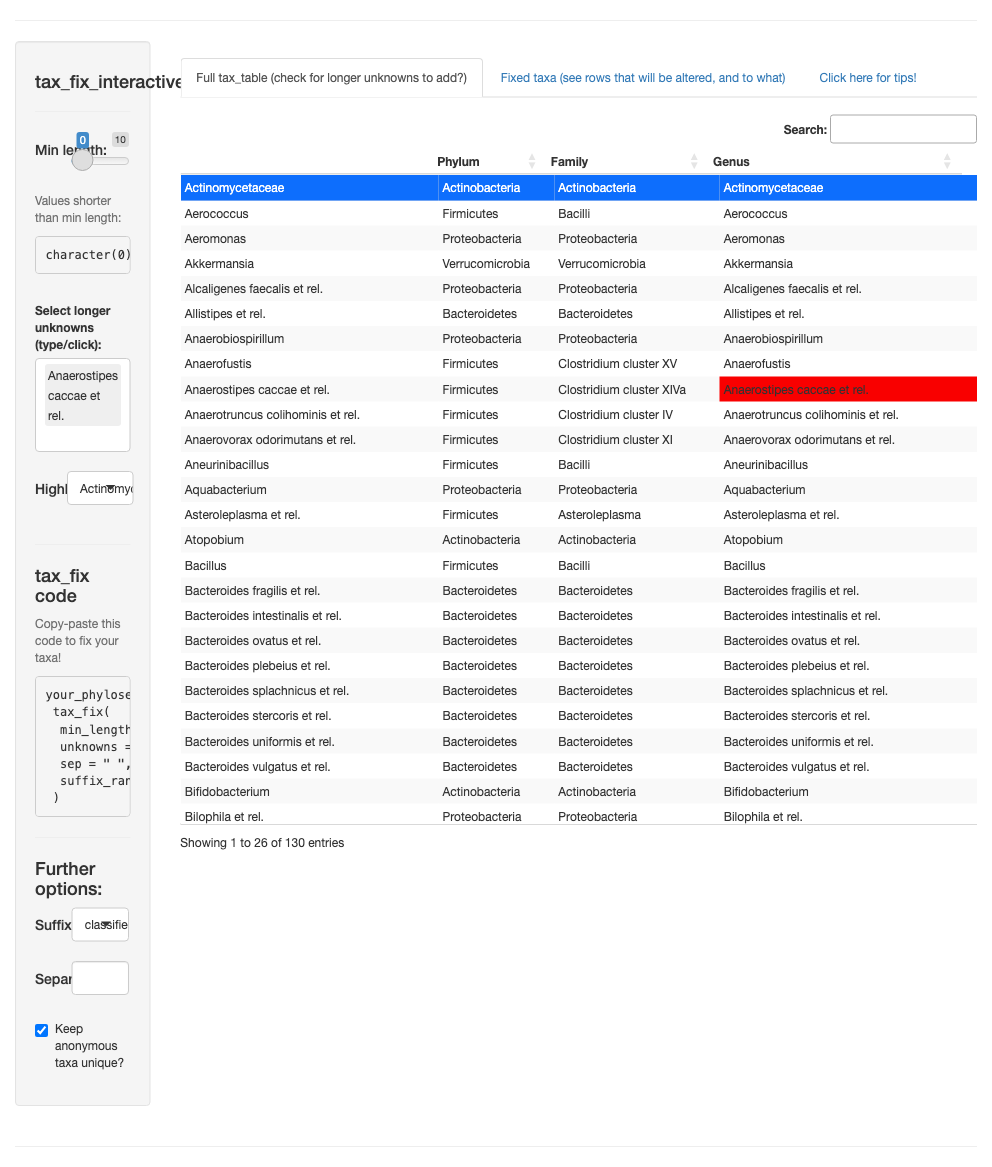 tax_fix_interactive
Min length:
0
10
Values shorter
than min length:
character(0)
Select longer
unknowns
(type/click):
Anaerostipes
caccae et
rel.
Highl
Actinomyc
tax_fix
code
Copy-paste this
code to fix your
taxa!
your_phylose
tax_fix(
min_length
unknowns =
sep = " ",
suffix_ran
)
Further
options:
Suffix
classifie
Separ
Keep
anonymous
taxa unique?
Full tax_table (check for longer unknowns to add?) Fixed taxa (see rows that will be altered, and to what) Click here for tips!
Search:
Phylum Family Genus
Actinomycetaceae Actinobacteria Actinobacteria Actinomycetaceae
Aerococcus Firmicutes Bacilli Aerococcus
Aeromonas Proteobacteria Proteobacteria Aeromonas
Akkermansia Verrucomicrobia Verrucomicrobia Akkermansia
Alcaligenes faecalis et rel. Proteobacteria Proteobacteria Alcaligenes faecalis et rel.
Allistipes et rel. Bacteroidetes Bacteroidetes Allistipes et rel.
Anaerobiospirillum Proteobacteria Proteobacteria Anaerobiospirillum
Anaerofustis Firmicutes Clostridium cluster XV Anaerofustis
Anaerostipes caccae et rel. Firmicutes Clostridium cluster XIVa Anaerostipes caccae et rel.
Anaerotruncus colihominis et rel. Firmicutes Clostridium cluster IV Anaerotruncus colihominis et rel.
Anaerovorax odorimutans et rel. Firmicutes Clostridium cluster XI Anaerovorax odorimutans et rel.
Aneurinibacillus Firmicutes Bacilli Aneurinibacillus
Aquabacterium Proteobacteria Proteobacteria Aquabacterium
Asteroleplasma et rel. Firmicutes Asteroleplasma Asteroleplasma et rel.
Atopobium Actinobacteria Actinobacteria Atopobium
Bacillus Firmicutes Bacilli Bacillus
Bacteroides fragilis et rel. Bacteroidetes Bacteroidetes Bacteroides fragilis et rel.
Bacteroides intestinalis et rel. Bacteroidetes Bacteroidetes Bacteroides intestinalis et rel.
Bacteroides ovatus et rel. Bacteroidetes Bacteroidetes Bacteroides ovatus et rel.
Bacteroides plebeius et rel. Bacteroidetes Bacteroidetes Bacteroides plebeius et rel.
Bacteroides splachnicus et rel. Bacteroidetes Bacteroidetes Bacteroides splachnicus et rel.
Bacteroides stercoris et rel. Bacteroidetes Bacteroidetes Bacteroides stercoris et rel.
Bacteroides uniformis et rel. Bacteroidetes Bacteroidetes Bacteroides uniformis et rel.
Bacteroides vulgatus et rel. Bacteroidetes Bacteroidetes Bacteroides vulgatus et rel.
Bifidobacterium Actinobacteria Actinobacteria Bifidobacterium
Bilophila et rel. Proteobacteria Proteobacteria Bilophila et rel.
Showing 1 to 26 of 130 entries